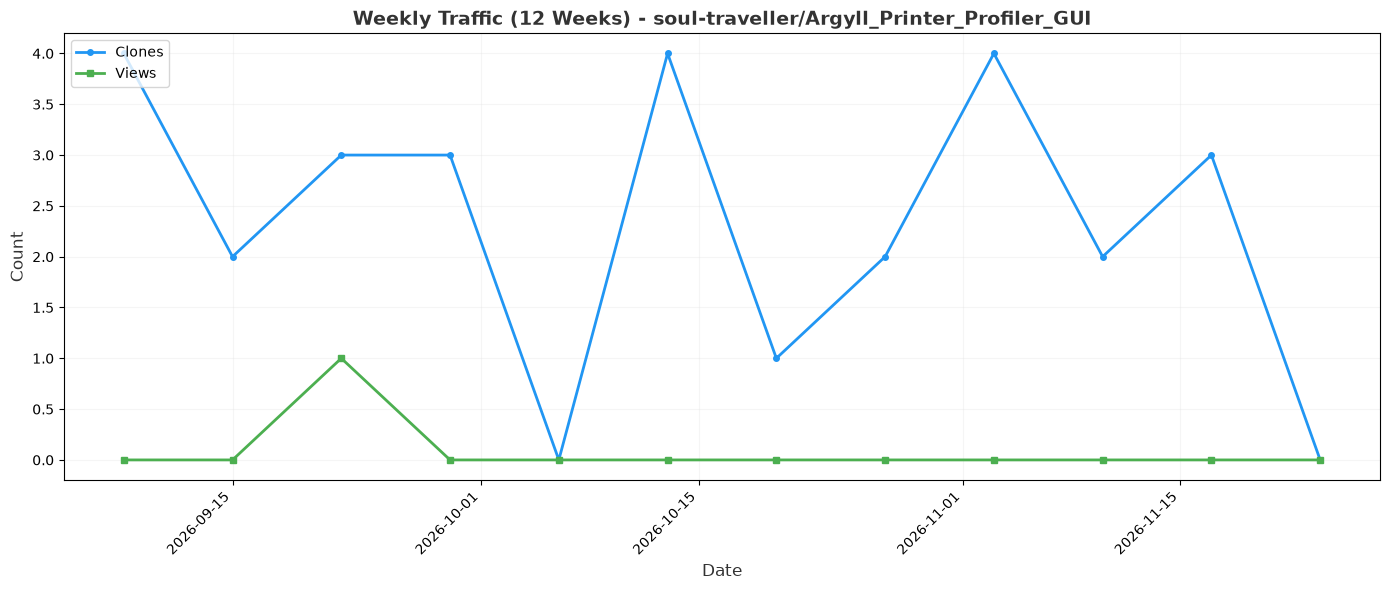 Weekly Traffic (12 Weeks) - soul-traveller/Argyll_Printer_Profiler_GUI
Clones
Views
Count
4.0
3.5
3.0
2.5
2.0
1.5
1.0
0.5
0.0
2026-09-15
2026-10-01
2026-10-15
2026-11-01
2026-11-15
Date